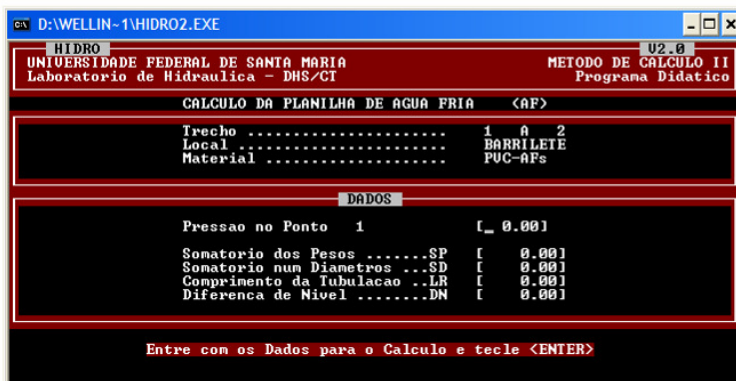 D:\WELLIN~1\HIDRO2.EXE
HIDRO V2.0
UNIVERSIDADE FEDERAL DE SANTA MARIA METODO DE CALCULO II
Laboratorio de Hidraulica - DHS/CT Programa Didatico
CALCULO DA PLANILHA DE AGUA FRIA <AF>
Trecho ....................... 1 A 2
Local ........................ BARRILETE
Material ..................... PVC-AFs
DADOS
Pressao no Ponto 1 [_ 0.00]
Somatorio dos Pesos .......SP [ 0.00]
Somatorio num Diametros ...SD [ 0.00]
Comprimento da Tubulacao ..LR [ 0.00]
Diferenca de Nivel ........DN [ 0.00]
Entre com os Dados para o Calculo e tecle <ENTER>